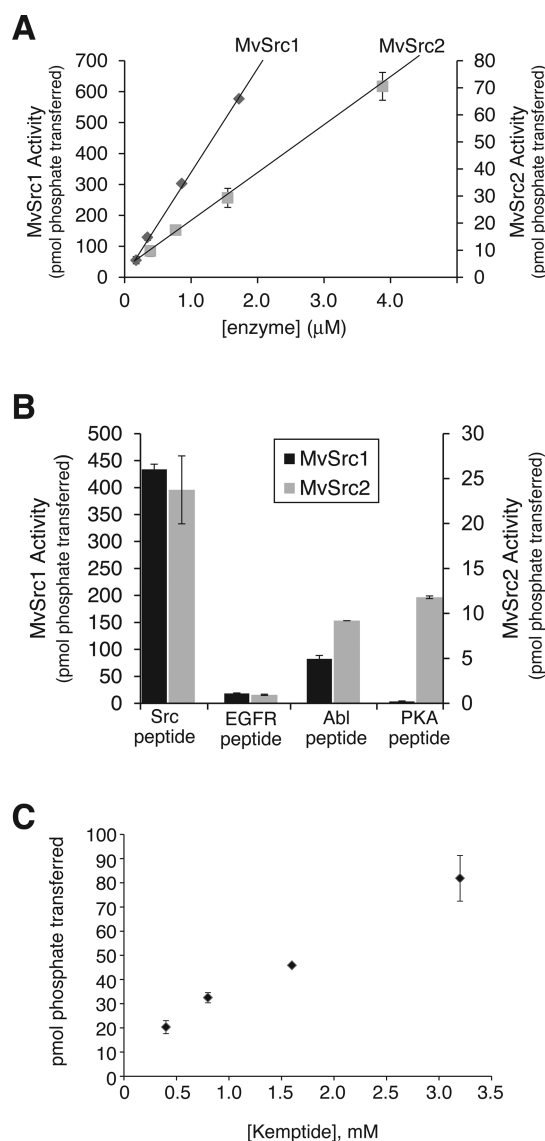 A
MvSrc1
MvSrc2
MvSrc1 Activity
(pmol phosphate transferred)
700
600
500
400
300
200
100
0
80
70
60
50
40
30
20
10
0
MvSrc2 Activity
(pmol phosphate transferred)
0 1.0 2.0 3.0 4.0
[enzyme] (μM)
B
MvSrc1 Activity
(pmol phosphate transferred)
500
450
400
350
300
250
200
150
100
50
0
MvSrc1
MvSrc2
30
25
20
15
10
5
0
MvSrc2 Activity
(pmol phosphate transferred)
Src peptide
EGFR peptide
Abl peptide
PKA peptide
C
pmol phosphate transferred
100
90
80
70
60
50
40
30
20
10
0
0 0.5 1.0 1.5 2.0 2.5 3.0 3.5
[Kemptide], mM